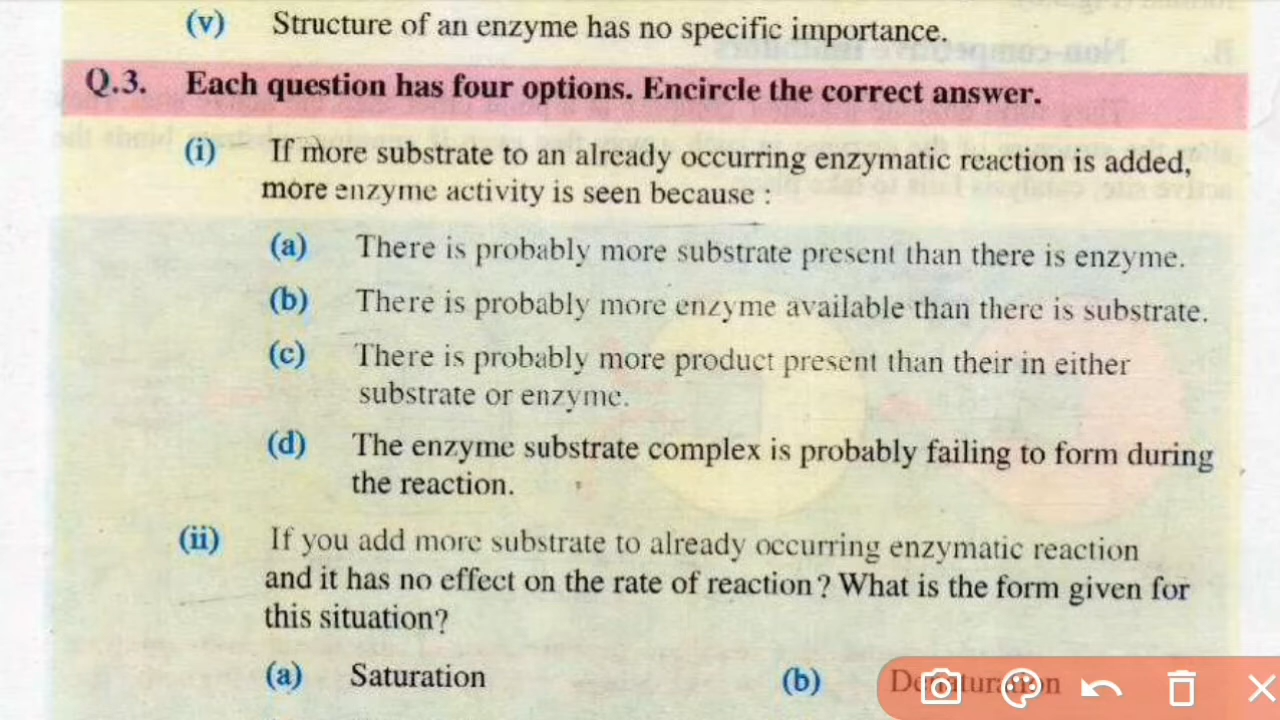 (v) Structure of an enzyme has no specific importance.
Q.3. Each question has four options. Encircle the correct answer.
(i) If more substrate to an already occurring enzymatic reaction is added,
more enzyme activity is seen because :
(a) There is probably more substrate present than there is enzyme.
(b) There is probably more enzyme available than there is substrate.
(c) There is probably more product present than their in either
substrate or enzyme.
(d) The enzyme substrate complex is probably failing to form during
the reaction.
(ii) If you add more substrate to already occurring enzymatic reaction
and it has no effect on the rate of reaction? What is the form given for
this situation?
(a) Saturation (b) Denaturation